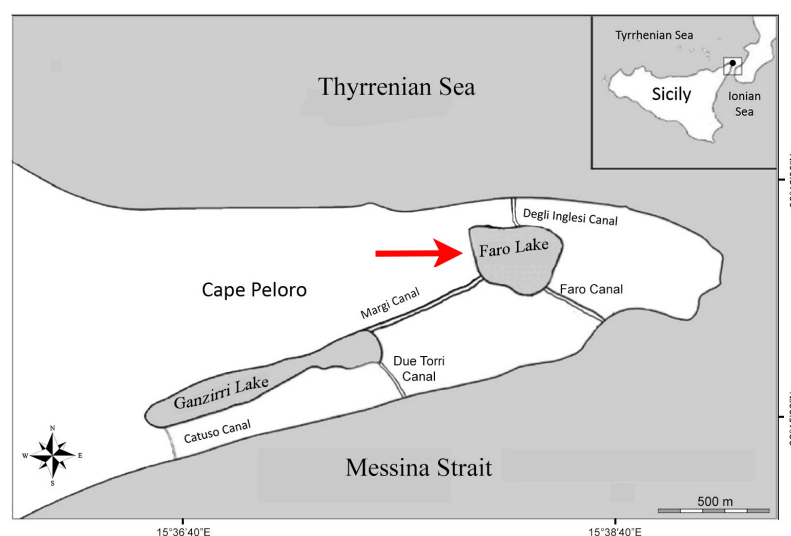 Tyrrhenian Sea
Sicily
Ionian
Sea
Thyrrenian Sea
Degli Inglesi Canal
Faro Lake
Cape Peloro
Faro Canal
Margi Canal
Due Torri
Canal
Ganzirri Lake
Catuso Canal
N
W
E
S
Messina Strait
500 m
15°36'40"E
15°38'40"E